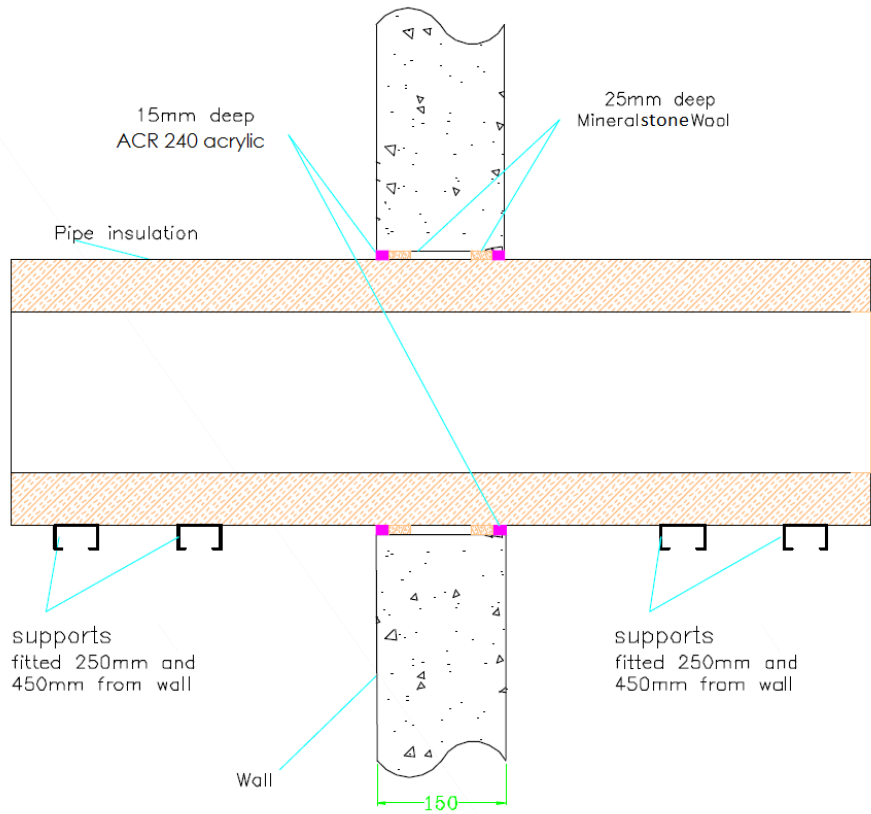 15mm deep
ACR 240 acrylic
25mm deep
MineralstoneWool
Pipe insulation
supports
fitted 250mm and
450mm from wall
supports
fitted 250mm and
450mm from wall
Wall
150